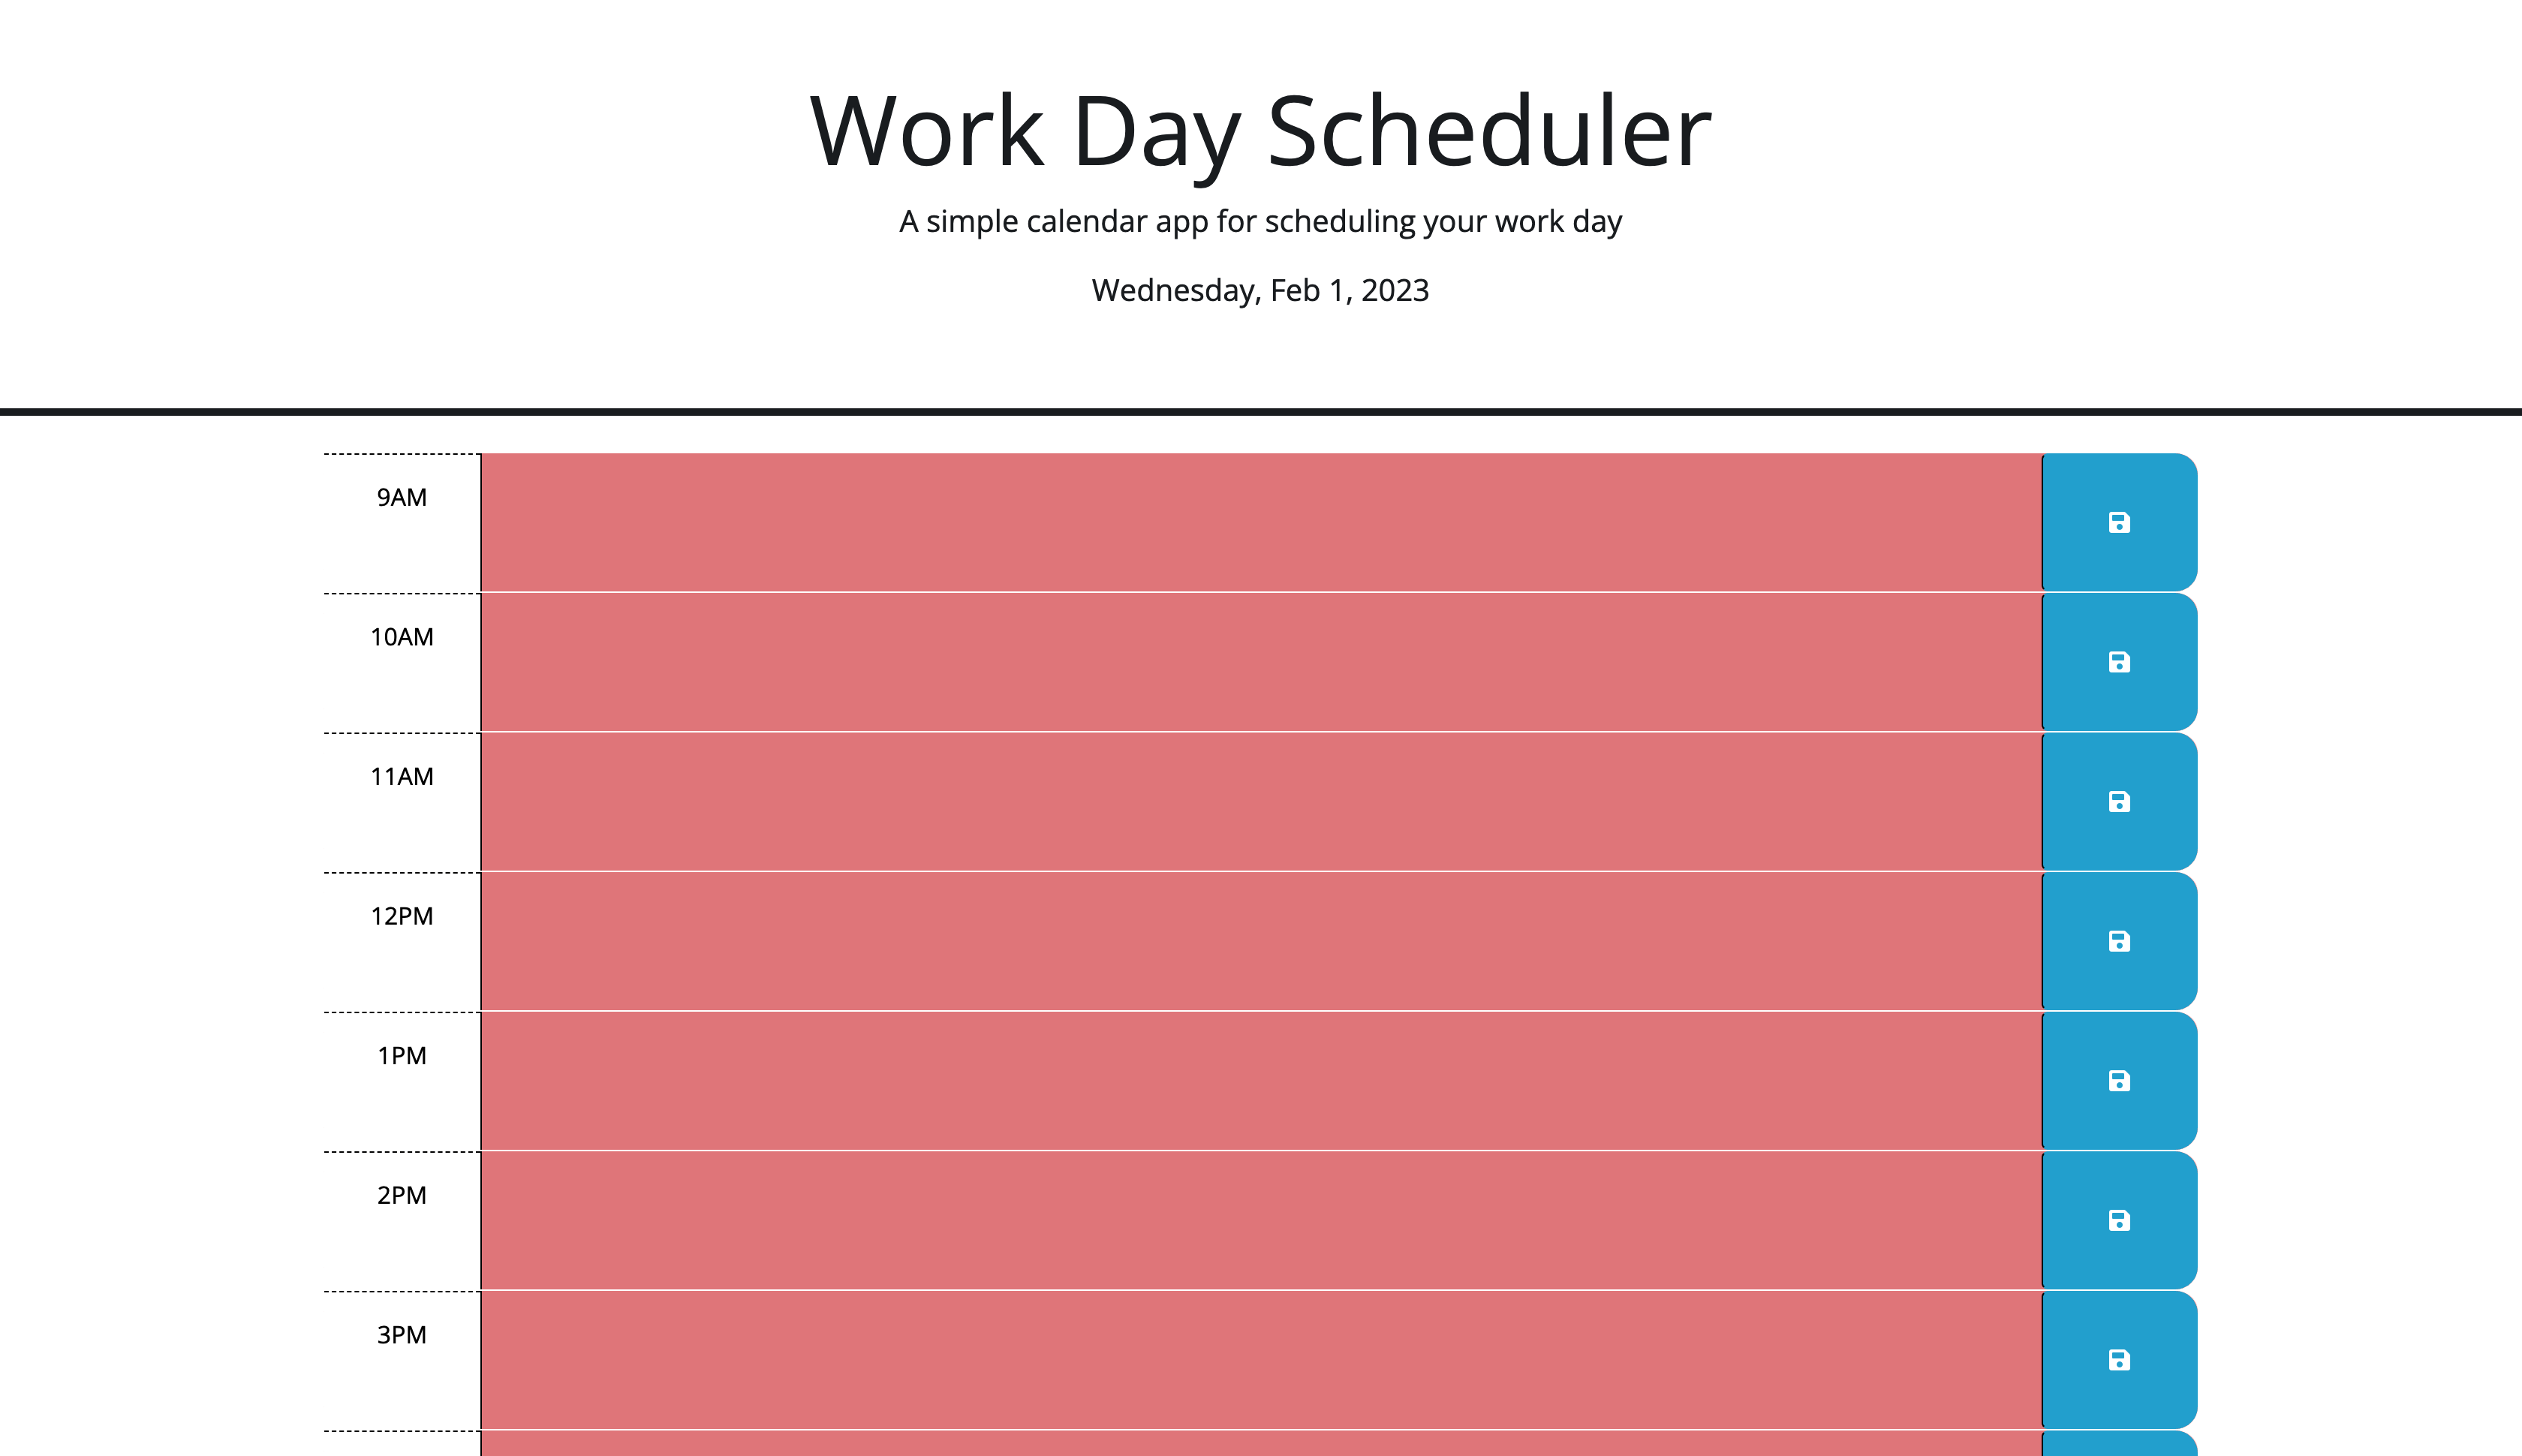 Work Day Scheduler
A simple calendar app for scheduling your work day
Wednesday, Feb 1, 2023
9AM
10AM
11AM
12PM
1PM
2PM
3PM